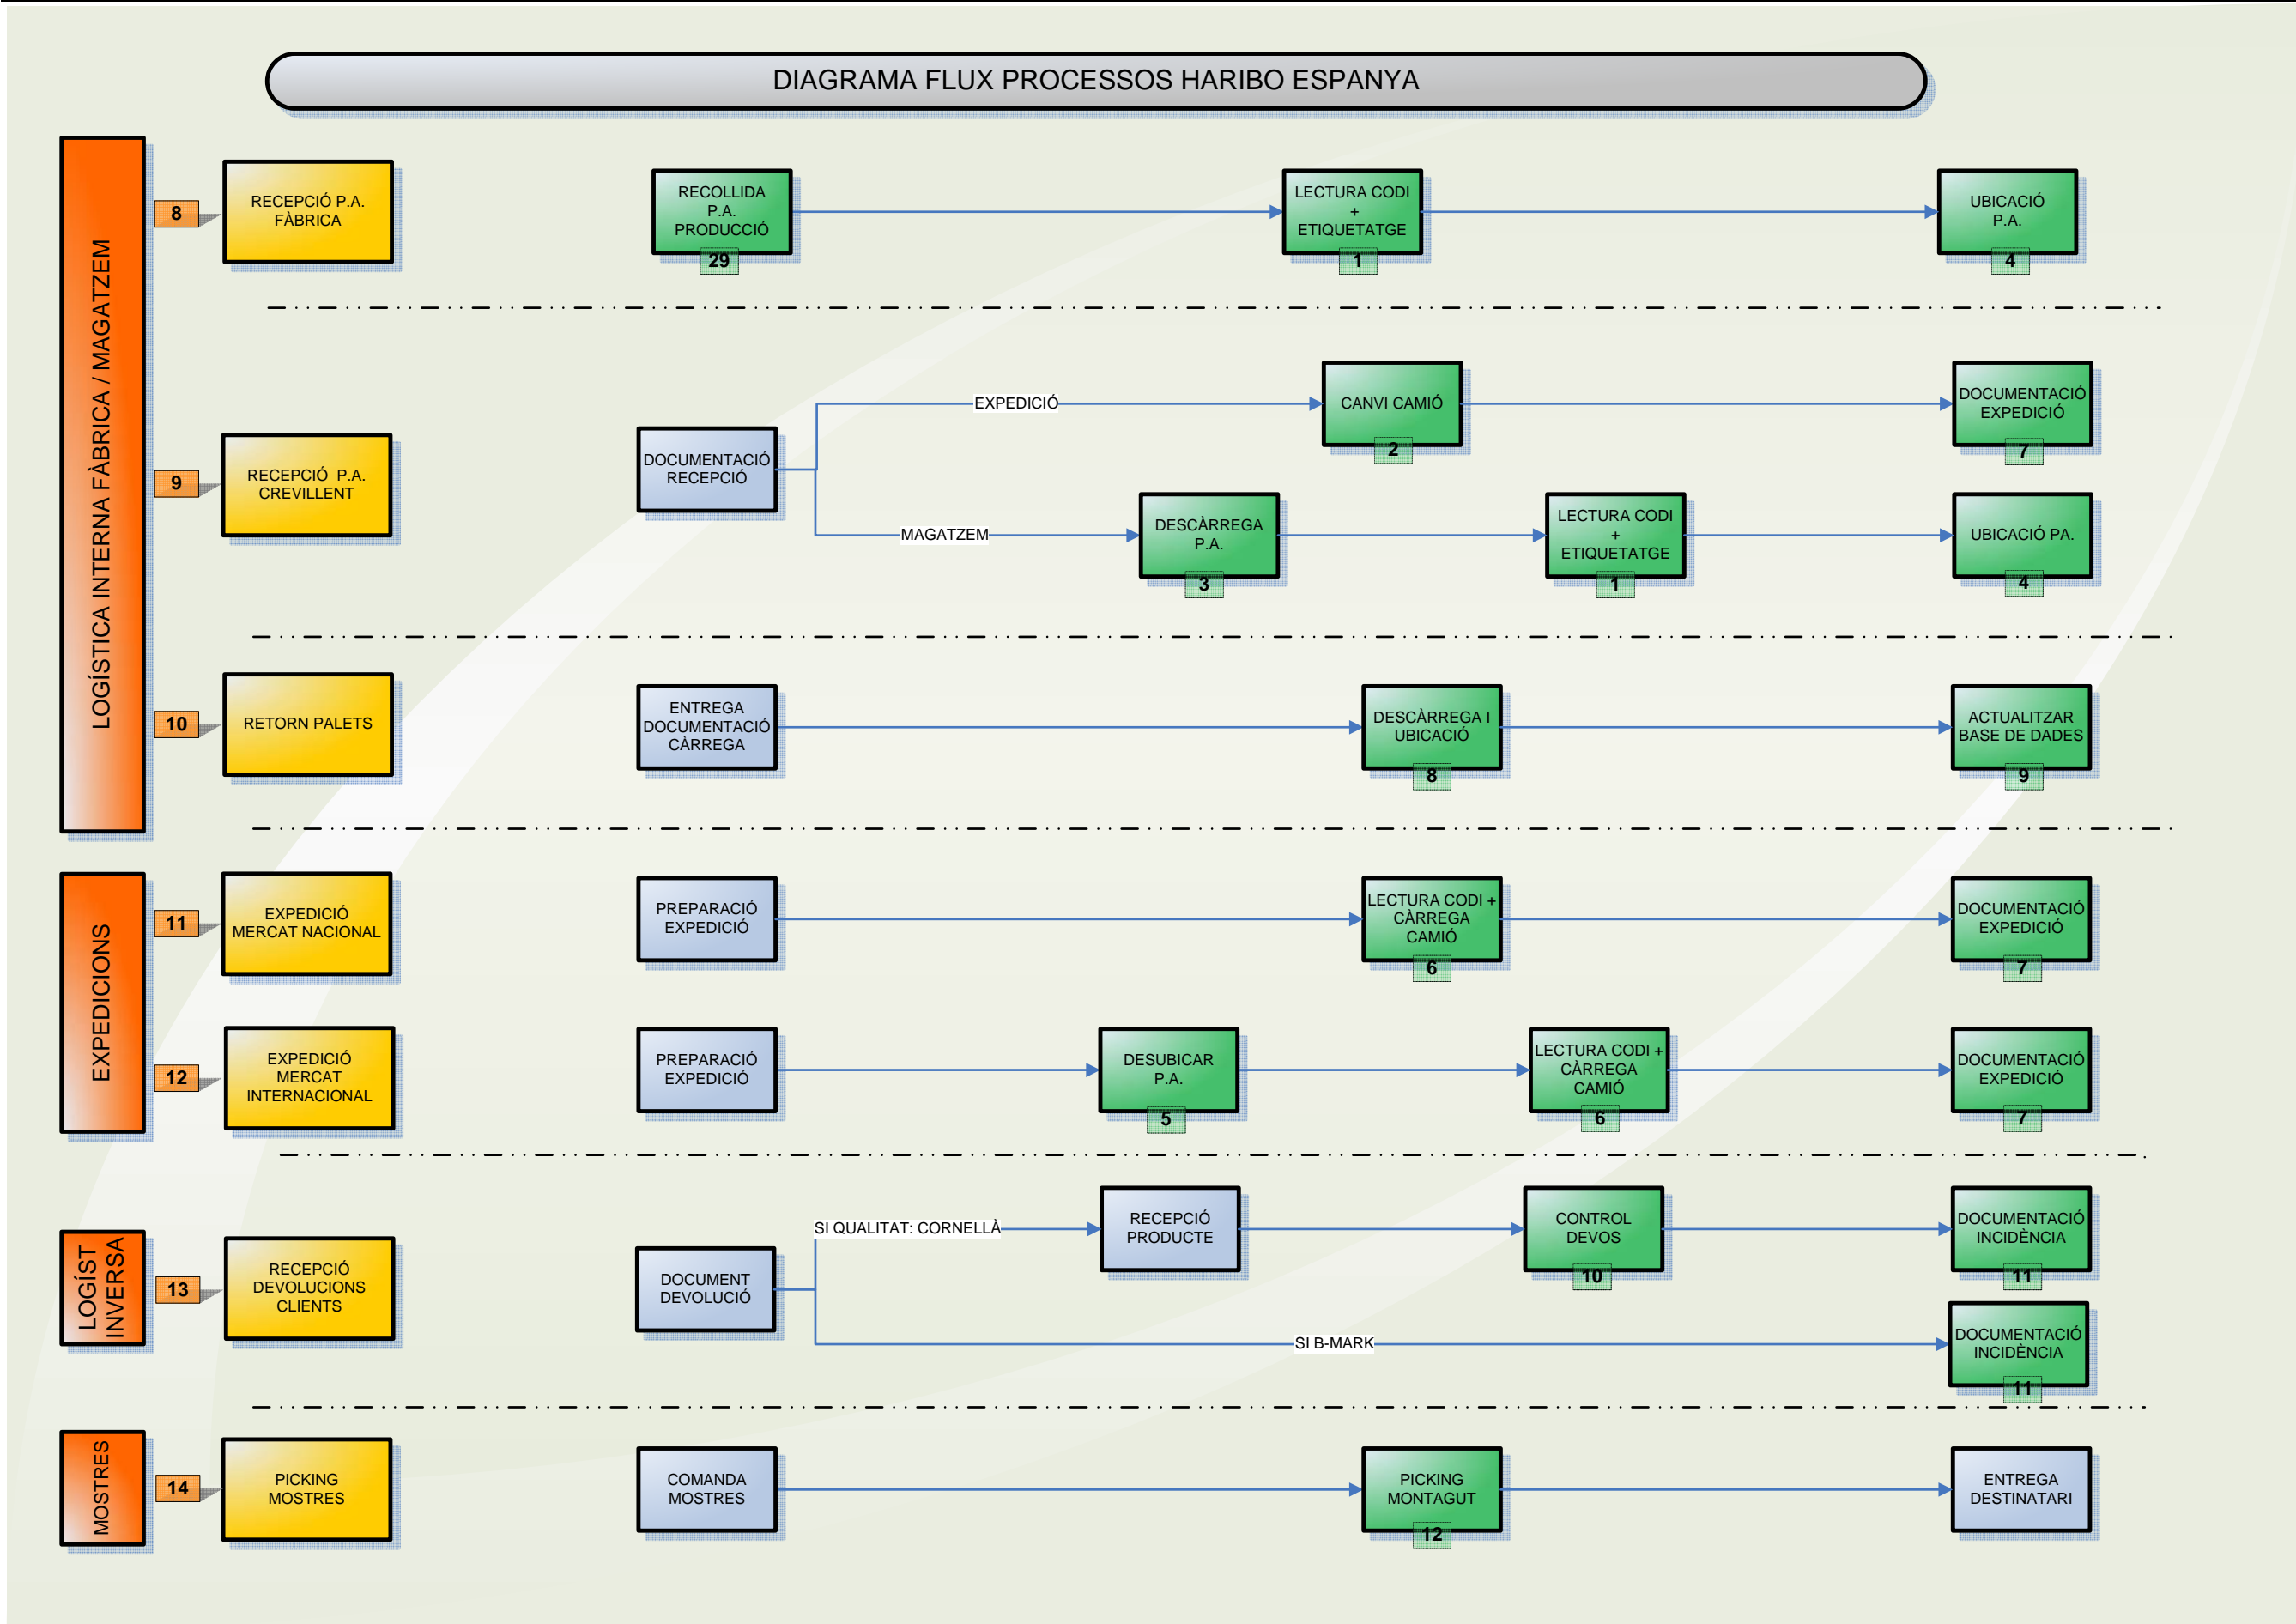 DIAGRAMA FLUX PROCESSOS HARIBO ESPANYA
LOGÍSTICA INTERNA FÀBRICA / MAGATZEM
8
RECEPCIÓ P.A.
FÀBRICA
RECOLLIDA
P.A.
PRODUCCIÓ
29
LECTURA CODI
+
ETIQUETATGE
1
UBICACIÓ
P.A.
4
9
RECEPCIÓ P.A.
CREVILLENT
DOCUMENTACIÓ
RECEPCIÓ
EXPEDICIÓ
CANVI CAMIÓ
2
DOCUMENTACIÓ
EXPEDICIÓ
7
MAGATZEM
DESCÀRREGA
P.A.
3
LECTURA CODI
+
ETIQUETATGE
1
UBICACIÓ PA.
4
10
RETORN PALETS
ENTREGA
DOCUMENTACIÓ
CÀRREGA
DESCÀRREGA I
UBICACIÓ
8
ACTUALITZAR
BASE DE DADES
9
EXPEDICIONS
11
EXPEDICIÓ
MERCAT NACIONAL
PREPARACIÓ
EXPEDICIÓ
LECTURA CODI +
CÀRREGA
CAMIÓ
6
DOCUMENTACIÓ
EXPEDICIÓ
7
12
EXPEDICIÓ
MERCAT
INTERNACIONAL
PREPARACIÓ
EXPEDICIÓ
DESUBICAR
P.A.
5
LECTURA CODI +
CÀRREGA
CAMIÓ
6
DOCUMENTACIÓ
EXPEDICIÓ
7
LOGÍST
INVERSA
13
RECEPCIÓ
DEVOLUCIONS
CLIENTS
DOCUMENT
DEVOLUCIÓ
SI QUALITAT: CORNELLÀ
RECEPCIÓ
PRODUCTE
CONTROL
DEVOS
10
DOCUMENTACIÓ
INCIDÈNCIA
11
SI B-MARK
DOCUMENTACIÓ
INCIDÈNCIA
11
MOSTRES
14
PICKING
MOSTRES
COMANDA
MOSTRES
PICKING
MONTAGUT
12
ENTREGA
DESTINATARI